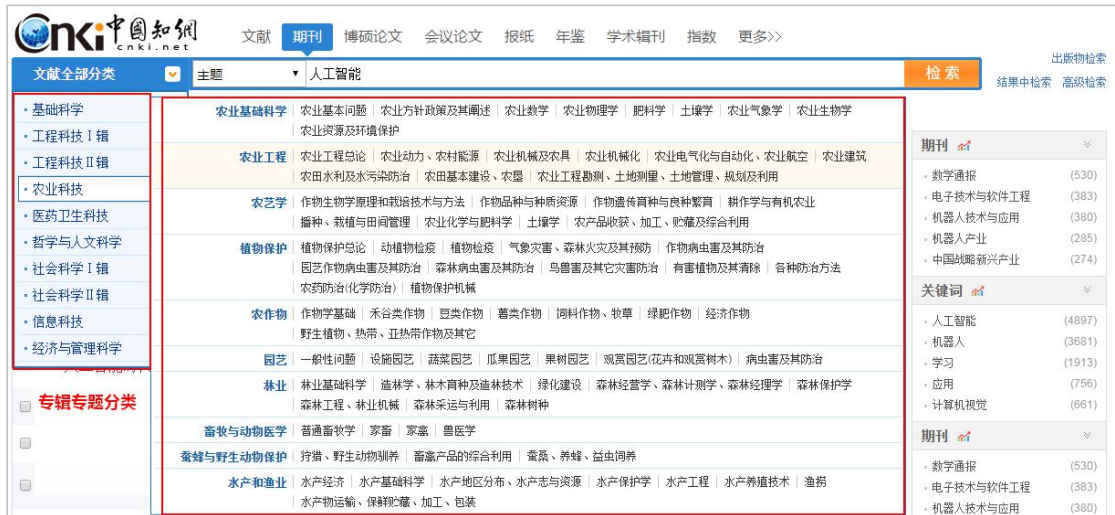 Cnki中國知網
cnki.net
文献 期刊 博硕论文 会议论文 报纸 年鉴 学术辑刊 指数 更多>>
出版物检索
文献全部分类 主题 人工智能 检索
结果中检索 高级检索
· 基础科学
· 工程科技Ⅰ辑
· 工程科技Ⅱ辑
· 农业科技
· 医药卫生科技
· 哲学与人文科学
· 社会科学Ⅰ辑
· 社会科学Ⅱ辑
· 信息科技
· 经济与管理科学
专辑专题分类
农业基础科学 农业基本问题 | 农业方针政策及其阐述 | 农业数学 | 农业物理学 | 肥料学 | 土壤学 | 农业气象学 | 农业生物学
农业资源及环境保护
农业工程 农业工程总论 | 农业动力、农村能源 | 农业机械及农具 | 农业机械化 | 农业电气化与自动化、农业航空 | 农业建筑
农田水利及水污染防治 | 农田基本建设、农垦 | 农业工程勘测、土地测量、土地管理、规划及利用
农艺学 作物生物学原理和栽培技术与方法 | 作物品种与种质资源 | 作物遗传育种与良种繁育 | 耕作学与有机农业
播种、栽植与田间管理 | 农业化学与肥料学 | 土壤学 | 农产品收获、加工、贮藏及综合利用
植物保护 植物保护总论 | 动植物检疫 | 植物检疫 | 气象灾害、森林火灾及其预防 | 作物病虫害及其防治
园艺作物病虫害及其防治 | 森林病虫害及其防治 | 鸟兽害及其它灾害防治 | 有害植物及其清除 | 各种防治方法
农药防治(化学防治) | 植物保护机械
农作物 作物学基础 | 禾谷类作物 | 豆类作物 | 薯类作物 | 饲料作物、牧草 | 绿肥作物 | 经济作物
野生植物、热带、亚热带作物及其它
园艺 一般性问题 | 设施园艺 | 蔬菜园艺 | 瓜果园艺 | 果树园艺 | 观赏园艺(花卉和观赏树木) | 病虫害及其防治
林业 林业基础科学 | 造林学、林木育种及造林技术 | 绿化建设 | 森林经营学、森林计测学、森林经理学 | 森林保护学
森林工程、林业机械 | 森林采运与利用 | 森林树种
畜牧与动物医学 普通畜牧学 | 家畜 | 家禽 | 兽医学
蚕蜂与野生动物保护 狩猎、野生动物驯养 | 畜禽产品的综合利用 | 蚕桑、养蜂、益虫饲养
水产和渔业 水产经济 | 水产基础科学 | 水产地区分布、水产志与资源 | 水产保护学 | 水产工程 | 水产养殖技术 | 渔捞
水产物运输、保鲜贮藏、加工、包装
期刊
· 数学通报 (530)
· 电子技术与软件工程 (383)
· 机器人技术与应用 (380)
· 机器人产业 (285)
· 中国战略新兴产业 (274)
关键词
· 人工智能 (4897)
· 机器人 (3681)
· 学习 (1913)
· 应用 (756)
· 计算机视觉 (661)
期刊
· 数学通报 (530)
· 电子技术与软件工程 (383)
· 机器人技术与应用 (380)